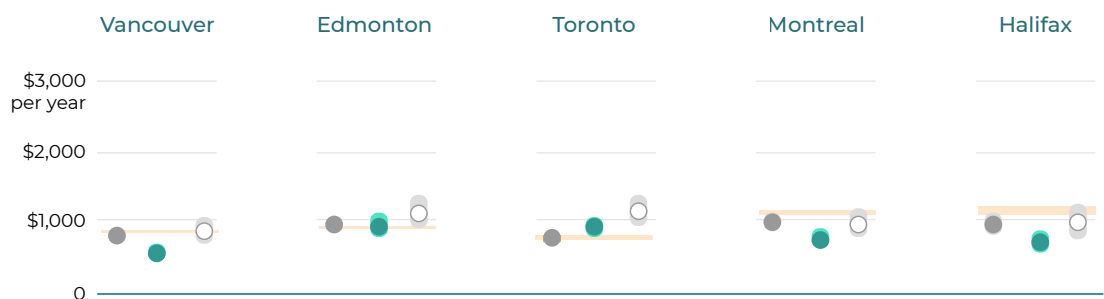 Vancouver
Edmonton
Toronto
Montreal
Halifax
$3,000
per year
$2,000
$1,000
0